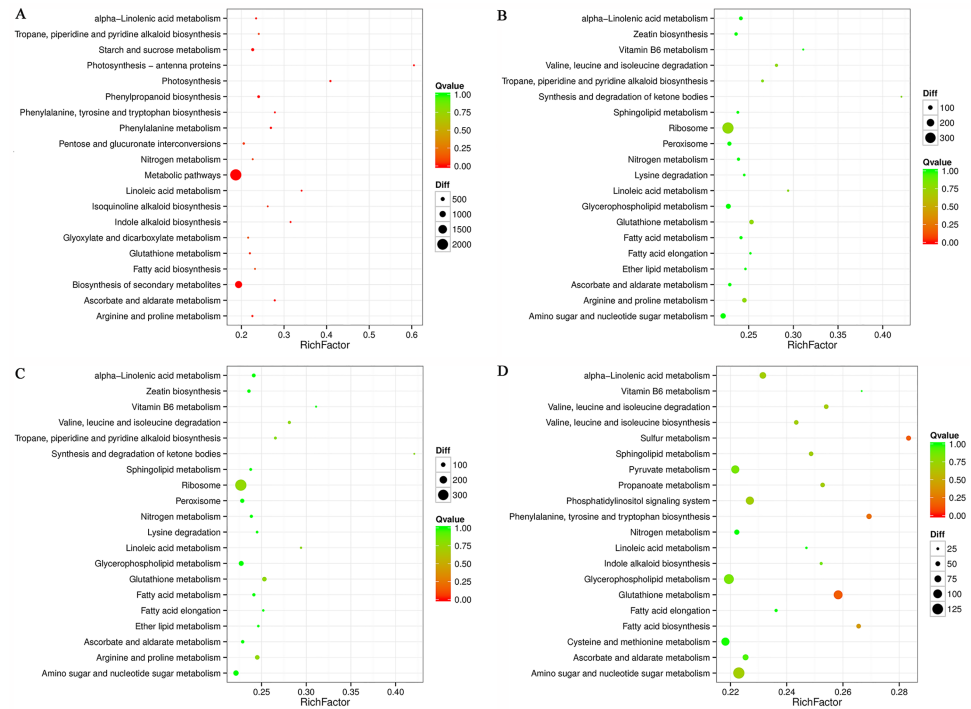 A
alpha−Linolenic acid metabolism
Tropane, piperidine and pyridine alkaloid biosynthesis
Starch and sucrose metabolism
Photosynthesis − antenna proteins
Photosynthesis
Phenylpropanoid biosynthesis
Phenylalanine, tyrosine and tryptophan biosynthesis
Phenylalanine metabolism
Pentose and glucuronate interconversions
Nitrogen metabolism
Metabolic pathways
Linoleic acid metabolism
Isoquinoline alkaloid biosynthesis
Indole alkaloid biosynthesis
Glyoxylate and dicarboxylate metabolism
Glutathione metabolism
Fatty acid biosynthesis
Biosynthesis of secondary metabolites
Ascorbate and aldarate metabolism
Arginine and proline metabolism
0.2 0.3 0.4 0.5 0.6
RichFactor
Qvalue
1.00
0.75
0.50
0.25
0.00
Diff
500
1000
1500
2000
B
alpha−Linolenic acid metabolism
Zeatin biosynthesis
Vitamin B6 metabolism
Valine, leucine and isoleucine degradation
Tropane, piperidine and pyridine alkaloid biosynthesis
Synthesis and degradation of ketone bodies
Sphingolipid metabolism
Ribosome
Peroxisome
Nitrogen metabolism
Lysine degradation
Linoleic acid metabolism
Glycerophospholipid metabolism
Glutathione metabolism
Fatty acid metabolism
Fatty acid elongation
Ether lipid metabolism
Ascorbate and aldarate metabolism
Arginine and proline metabolism
Amino sugar and nucleotide sugar metabolism
0.25 0.30 0.35 0.40
RichFactor
Diff
100
200
300
Qvalue
1.00
0.75
0.50
0.25
0.00
C
alpha−Linolenic acid metabolism
Zeatin biosynthesis
Vitamin B6 metabolism
Valine, leucine and isoleucine degradation
Tropane, piperidine and pyridine alkaloid biosynthesis
Synthesis and degradation of ketone bodies
Sphingolipid metabolism
Ribosome
Peroxisome
Nitrogen metabolism
Lysine degradation
Linoleic acid metabolism
Glycerophospholipid metabolism
Glutathione metabolism
Fatty acid metabolism
Fatty acid elongation
Ether lipid metabolism
Ascorbate and aldarate metabolism
Arginine and proline metabolism
Amino sugar and nucleotide sugar metabolism
0.25 0.30 0.35 0.40
RichFactor
Diff
100
200
300
Qvalue
1.00
0.75
0.50
0.25
0.00
D
alpha−Linolenic acid metabolism
Vitamin B6 metabolism
Valine, leucine and isoleucine degradation
Valine, leucine and isoleucine biosynthesis
Sulfur metabolism
Sphingolipid metabolism
Pyruvate metabolism
Propanoate metabolism
Phosphatidylinositol signaling system
Phenylalanine, tyrosine and tryptophan biosynthesis
Nitrogen metabolism
Linoleic acid metabolism
Indole alkaloid biosynthesis
Glycerophospholipid metabolism
Glutathione metabolism
Fatty acid elongation
Fatty acid biosynthesis
Cysteine and methionine metabolism
Ascorbate and aldarate metabolism
Amino sugar and nucleotide sugar metabolism
0.22 0.24 0.26 0.28
RichFactor
Qvalue
1.00
0.75
0.50
0.25
0.00
Diff
25
50
75
100
125